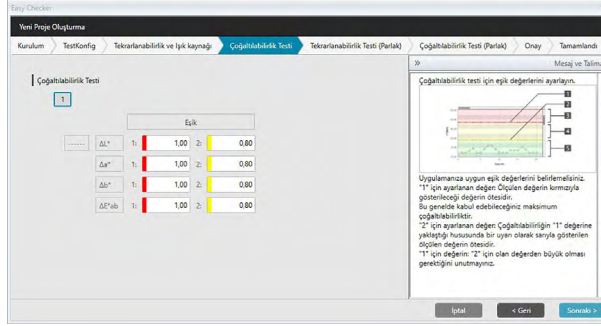 Easy Checker
Yeni Proje Oluşturma
Kurulum
TestKonfig
Tekrarlanabilirlik ve Işık kaynağı
Çoğaltılabilirlik Testi
Tekrarlanabilirlik Testi (Parlak)
Çoğaltılabilirlik Testi (Parlak)
Onay
Tamamlandı
»
Mesaj ve Talima
Çoğaltılabilirlik Testi
1
Eşik
------ ΔL* 1: 1,00 2: 0,80
Δa* 1: 1,00 2: 0,80
Δb* 1: 1,00 2: 0,80
ΔE*ab 1: 1,00 2: 0,80
Çoğaltılabilirlik testi için eşik değerlerini ayarlayın.
1
2
3
4
5
Uygulamanıza uygun eşik değerlerini belirlemelisiniz.
"1" için ayarlanan değer: Ölçülen değerin kırmızıyla
gösterileceği değerin ötesidir.
Bu genelde kabul edebileceğiniz maksimum
çoğaltılabilirliktir.
"2" için ayarlanan değer: Çoğaltılabilirliğin "1" değerine
yaklaştığı hususunda bir uyarı olarak sarıyla gösterilen
ölçülen değerin ötesidir.
"1" için değerin: "2" için olan değerden büyük olması
gerektiğini unutmayınız.
İptal
< Geri
Sonraki >